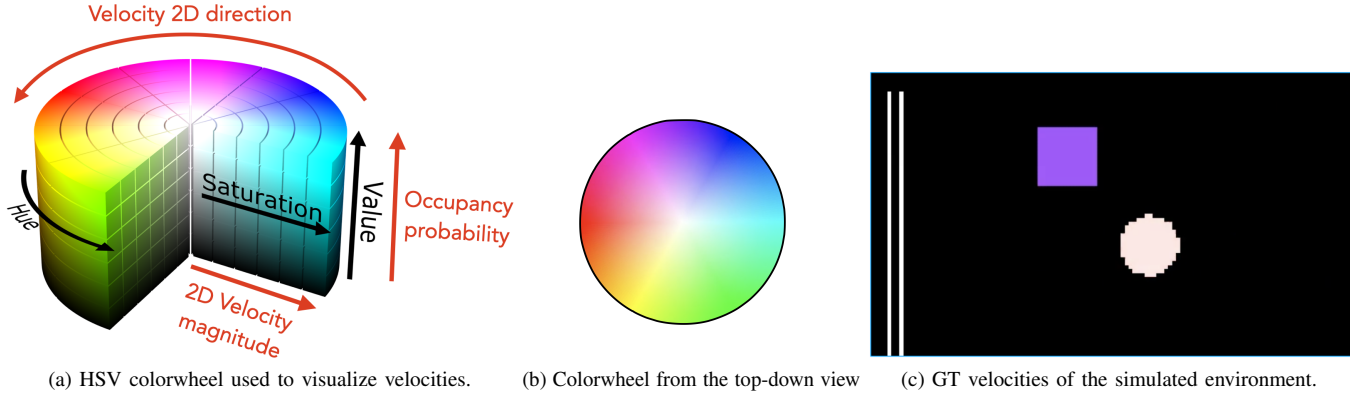 Velocity 2D direction
Hue
Saturation
Value
Occupancy
probability
2D Velocity
magnitude
(a) HSV colorwheel used to visualize velocities.
(b) Colorwheel from the top-down view
(c) GT velocities of the simulated environment.